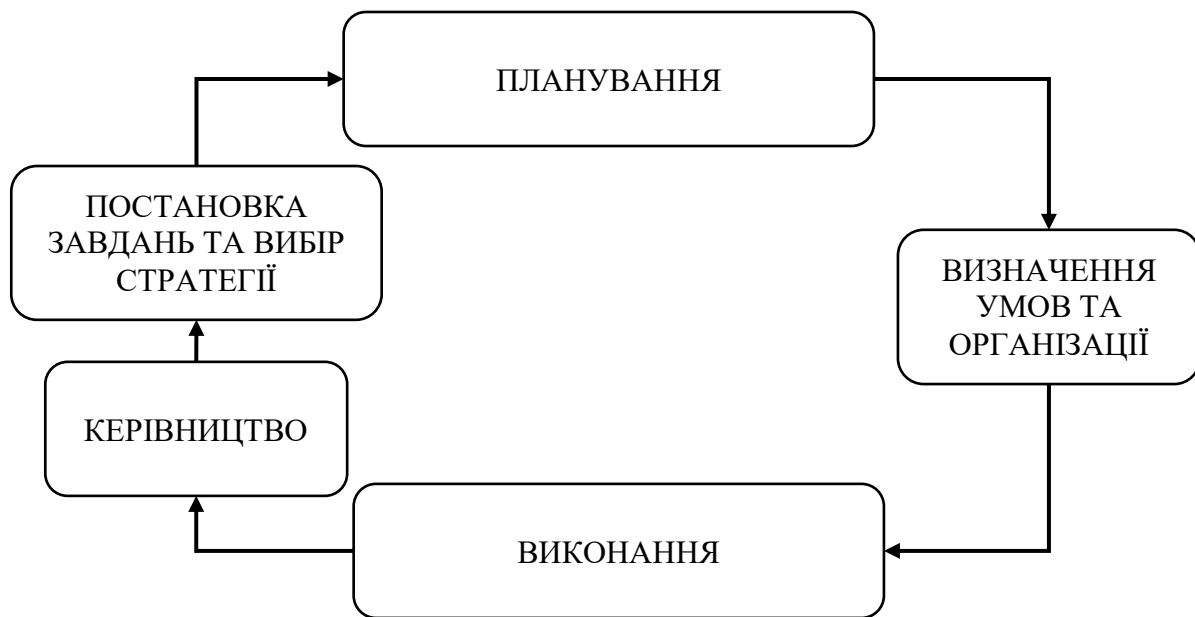 ПЛАНУВАННЯ
ПОСТАНОВКА
ЗАВДАНЬ ТА ВИБІР
СТРАТЕГІЇ
ВИЗНАЧЕННЯ
УМОВ ТА
ОРГАНІЗАЦІЇ
КЕРІВНИЦТВО
ВИКОНАННЯ